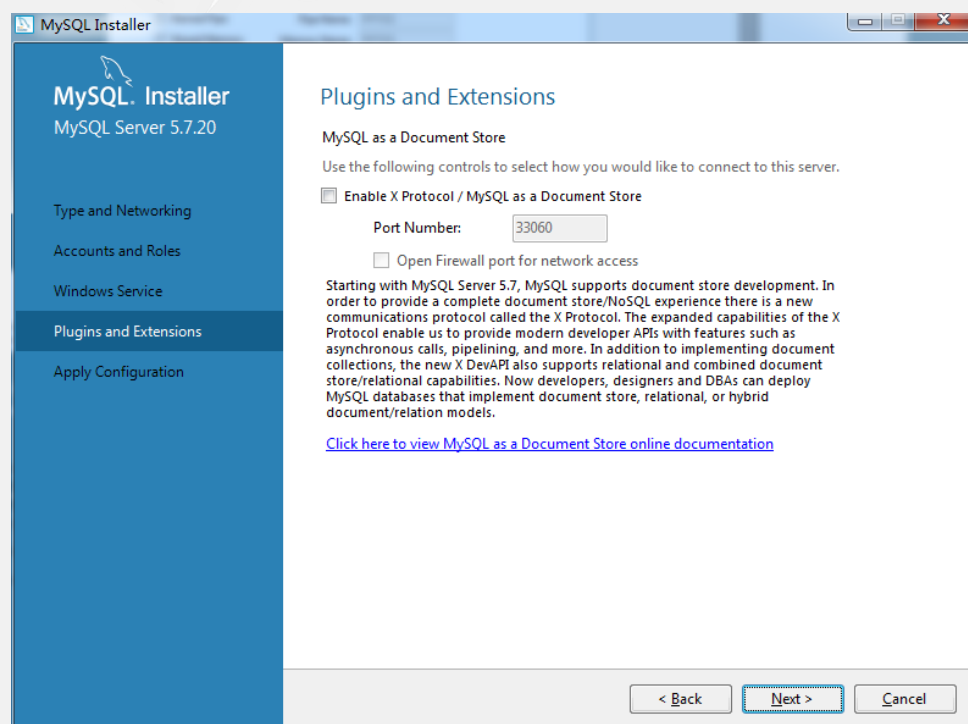 MySQL Installer
MySQL. Installer
MySQL Server 5.7.20
Type and Networking
Accounts and Roles
Windows Service
Plugins and Extensions
Apply Configuration
Plugins and Extensions
MySQL as a Document Store
Use the following controls to select how you would like to connect to this server.
Enable X Protocol / MySQL as a Document Store
Port Number: 33060
Open Firewall port for network access
Starting with MySQL Server 5.7, MySQL supports document store development. In
order to provide a complete document store/NoSQL experience there is a new
communications protocol called the X Protocol. The expanded capabilities of the X
Protocol enable us to provide modern developer APIs with features such as
asynchronous calls, pipelining, and more. In addition to implementing document
collections, the new X DevAPI also supports relational and combined document
store/relational capabilities. Now developers, designers and DBAs can deploy
MySQL databases that implement document store, relational, or hybrid
document/relation models.
Click here to view MySQL as a Document Store online documentation
< Back Next > Cancel